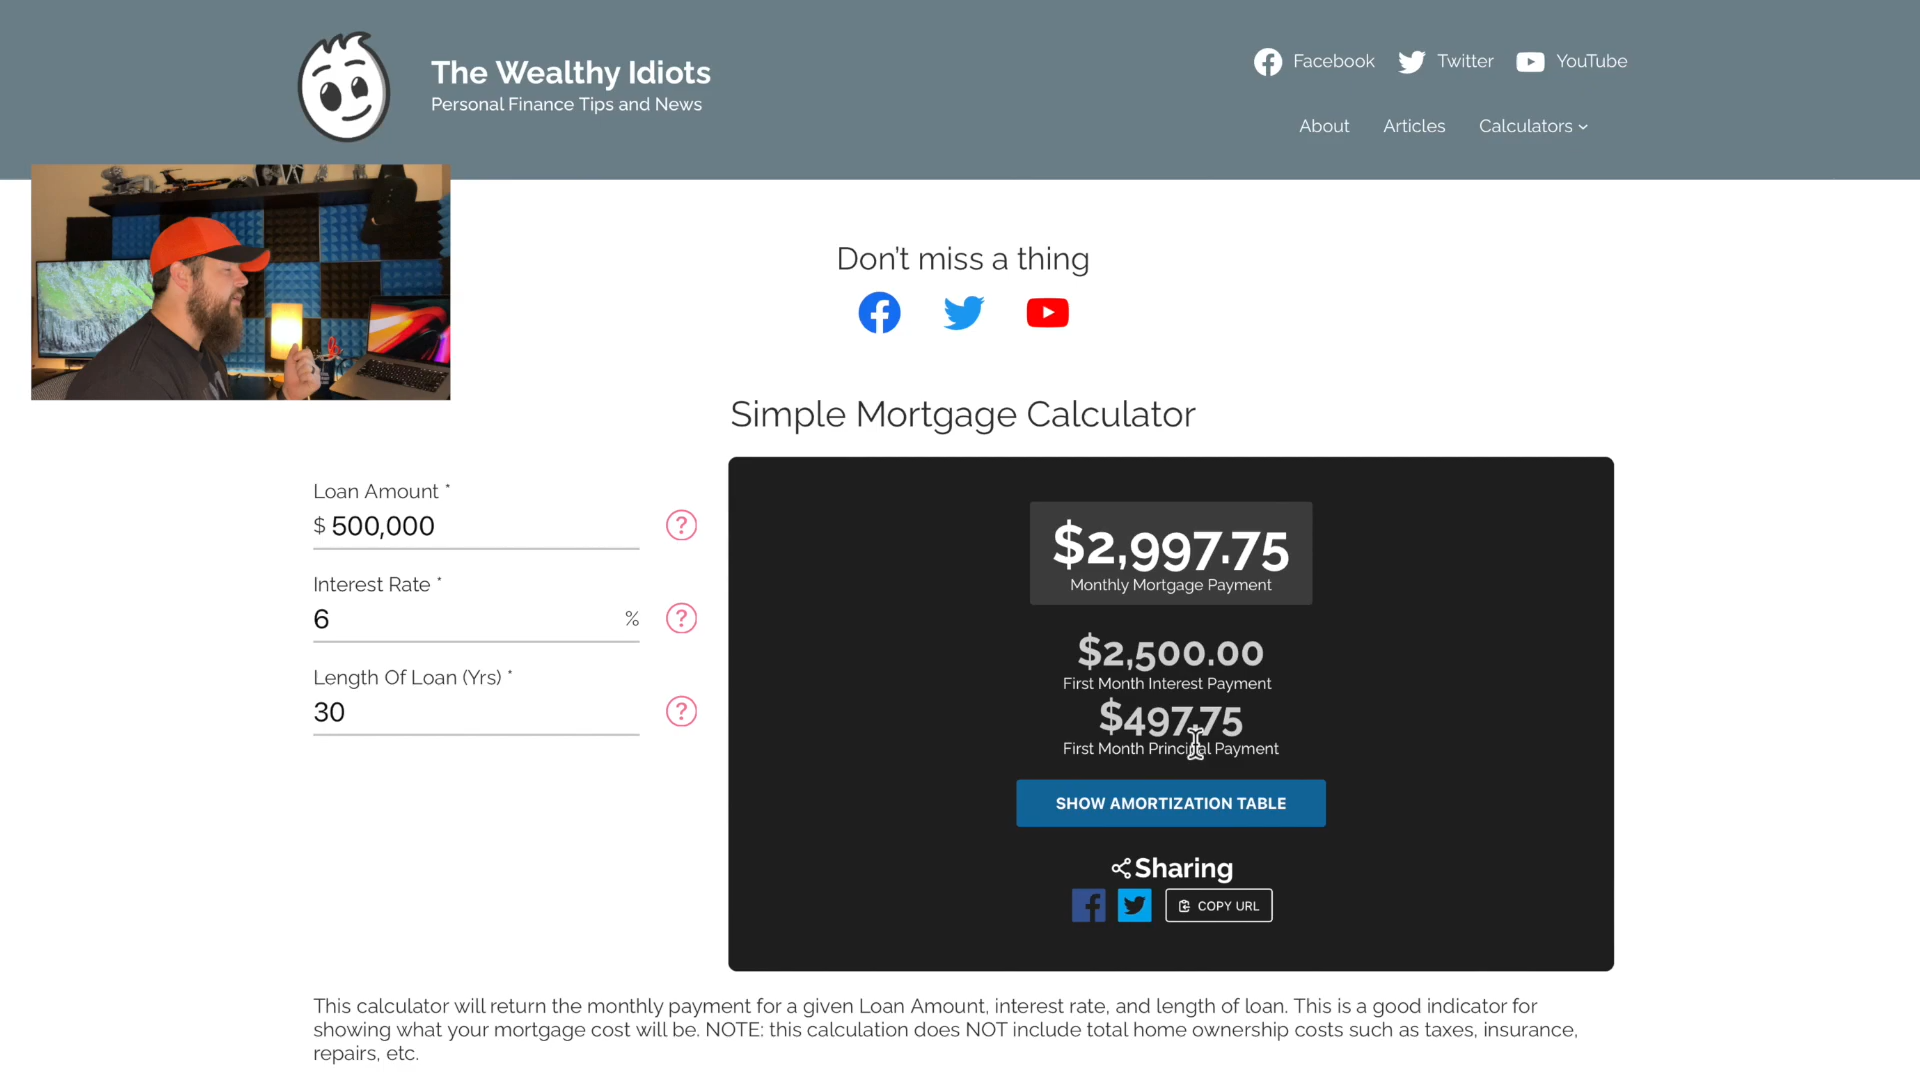 The Wealthy Idiots
Personal Finance Tips and News
Facebook Twitter YouTube
About Articles Calculators
Don't miss a thing
Simple Mortgage Calculator
Loan Amount *
$ 500,000
?
Interest Rate *
6 %
?
Length Of Loan (Yrs) *
30
?
$2,997.75
Monthly Mortgage Payment
$2,500.00
First Month Interest Payment
$497.75
First Month Principal Payment
SHOW AMORTIZATION TABLE
Sharing
COPY URL
This calculator will return the monthly payment for a given Loan Amount, interest rate, and length of loan. This is a good indicator for
showing what your mortgage cost will be. NOTE: this calculation does NOT include total home ownership costs such as taxes, insurance,
repairs, etc.